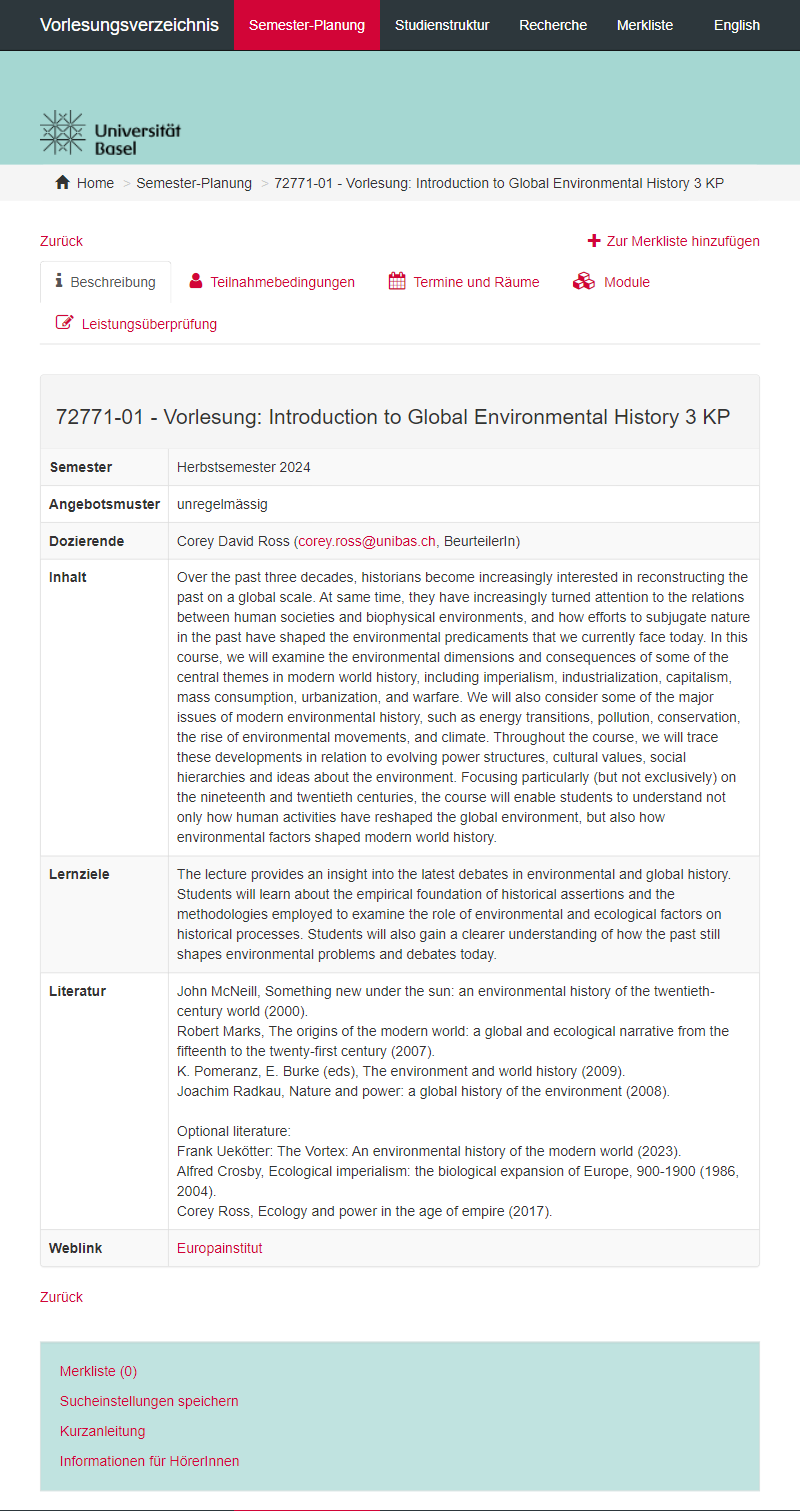 Vorlesungsverzeichnis Semester-Planung Studienstruktur Recherche Merkliste English
Universität
Basel
Home > Semester-Planung > 72771-01 - Vorlesung: Introduction to Global Environmental History 3 KP
Zurück
Zur Merkliste hinzufügen
Beschreibung Teilnahmebedingungen Termine und Räume Module
Leistungsüberprüfung
72771-01 - Vorlesung: Introduction to Global Environmental History 3 KP
Semester Herbstsemester 2024
Angebotsmuster unregelmässig
Dozierende Corey David Ross (corey.ross@unibas.ch, BeurteilerIn)
Inhalt Over the past three decades, historians become increasingly interested in reconstructing the
past on a global scale. At same time, they have increasingly turned attention to the relations
between human societies and biophysical environments, and how efforts to subjugate nature
in the past have shaped the environmental predicaments that we currently face today. In this
course, we will examine the environmental dimensions and consequences of some of the
central themes in modern world history, including imperialism, industrialization, capitalism,
mass consumption, urbanization, and warfare. We will also consider some of the major
issues of modern environmental history, such as energy transitions, pollution, conservation,
the rise of environmental movements, and climate. Throughout the course, we will trace
these developments in relation to evolving power structures, cultural values, social
hierarchies and ideas about the environment. Focusing particularly (but not exclusively) on
the nineteenth and twentieth centuries, the course will enable students to understand not
only how human activities have reshaped the global environment, but also how
environmental factors shaped modern world history.
Lernziele The lecture provides an insight into the latest debates in environmental and global history.
Students will learn about the empirical foundation of historical assertions and the
methodologies employed to examine the role of environmental and ecological factors on
historical processes. Students will also gain a clearer understanding of how the past still
shapes environmental problems and debates today.
Literatur John McNeill, Something new under the sun: an environmental history of the twentieth-
century world (2000).
Robert Marks, The origins of the modern world: a global and ecological narrative from the
fifteenth to the twenty-first century (2007).
K. Pomeranz, E. Burke (eds), The environment and world history (2009).
Joachim Radkau, Nature and power: a global history of the environment (2008).
Optional literature:
Frank Uekötter: The Vortex: An environmental history of the modern world (2023).
Alfred Crosby, Ecological imperialism: the biological expansion of Europe, 900-1900 (1986,
2004).
Corey Ross, Ecology and power in the age of empire (2017).
Weblink Europainstitut
Zurück
Merkliste (0)
Sucheinstellungen speichern
Kurzanleitung
Informationen für HörerInnen